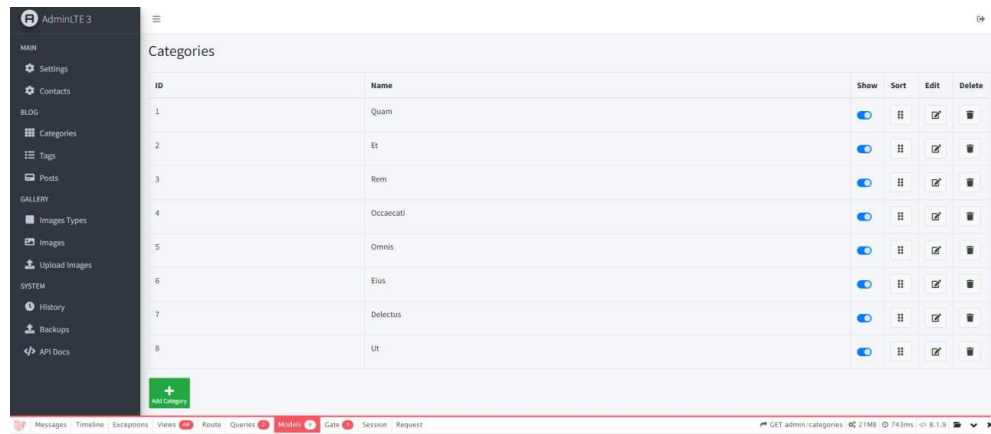 AdminLTE 3
MAIN
Settings
Contacts
BLOG
Categories
Tags
Posts
GALLERY
Images Types
Images
Upload Images
SYSTEM
History
Backups
API Docs
Categories
ID Name Show Sort Edit Delete
1 Quam
2 Et
3 Rem
4 Occaecati
5 Omnis
6 Eius
7 Delectus
8 Ut
Add Category
Messages Timeline Exceptions Views Route Queries 2 Models Gate Session Request GET admin/categories 21MB 743ms 8.1.9